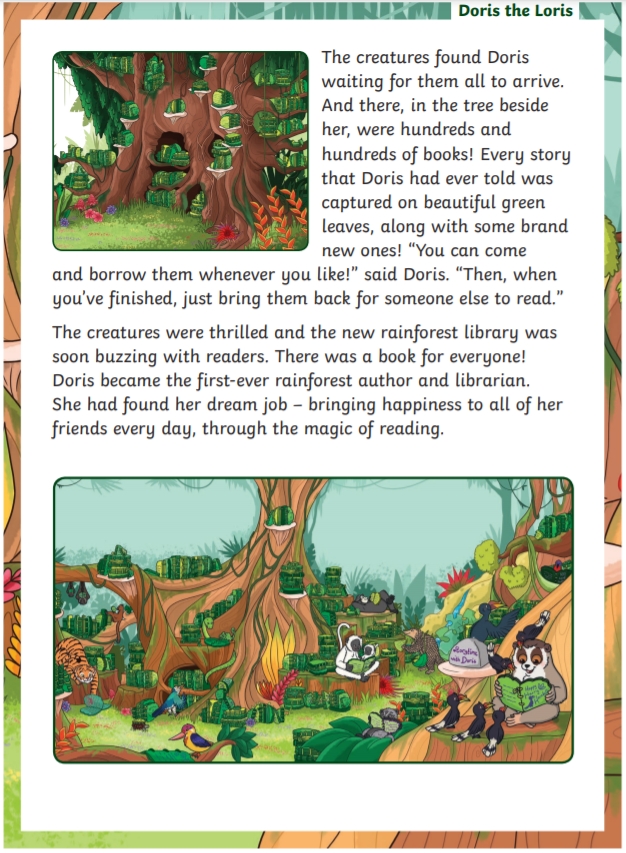 Doris the Loris
The creatures found Doris
waiting for them all to arrive.
And there, in the tree beside
her, were hundreds and
hundreds of books! Every story
that Doris had ever told was
captured on beautiful green
leaves, along with some brand
new ones! “You can come
and borrow them whenever you like!” said Doris. “Then, when
you’ve finished, just bring them back for someone else to read.”
The creatures were thrilled and the new rainforest library was
soon buzzing with readers. There was a book for everyone!
Doris became the first-ever rainforest author and librarian.
She had found her dream job – bringing happiness to all of her
friends every day, through the magic of reading.
with Doris